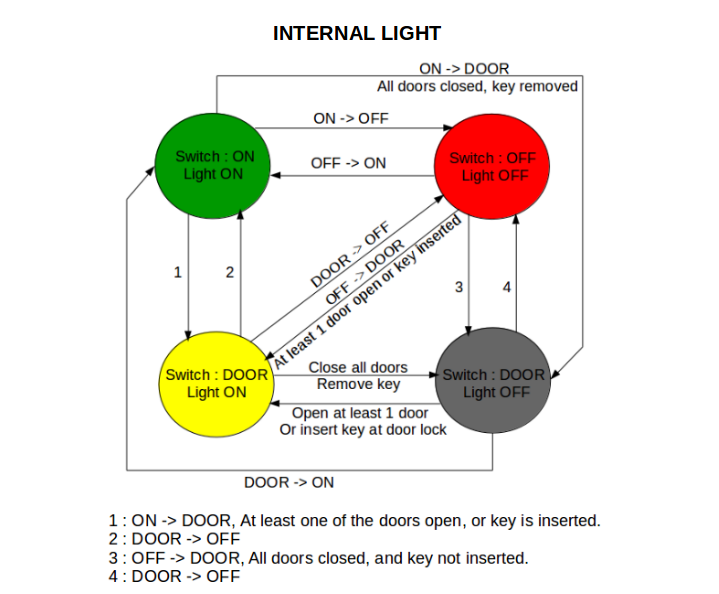 INTERNAL LIGHT
ON -> DOOR
All doors closed, key removed
ON -> OFF
Switch : ON
Light ON
OFF -> ON
Switch : OFF
Light OFF
DOOR -> OFF
OFF -> DOOR
At least 1 door open or key inserted
1
2
3
4
Switch : DOOR
Light ON
Close all doors
Remove key
Switch : DOOR
Light OFF
Open at least 1 door
Or insert key at door lock
DOOR -> ON
1 : ON -> DOOR, At least one of the doors open, or key is inserted.
2 : DOOR -> OFF
3 : OFF -> DOOR, All doors closed, and key not inserted.
4 : DOOR -> OFF